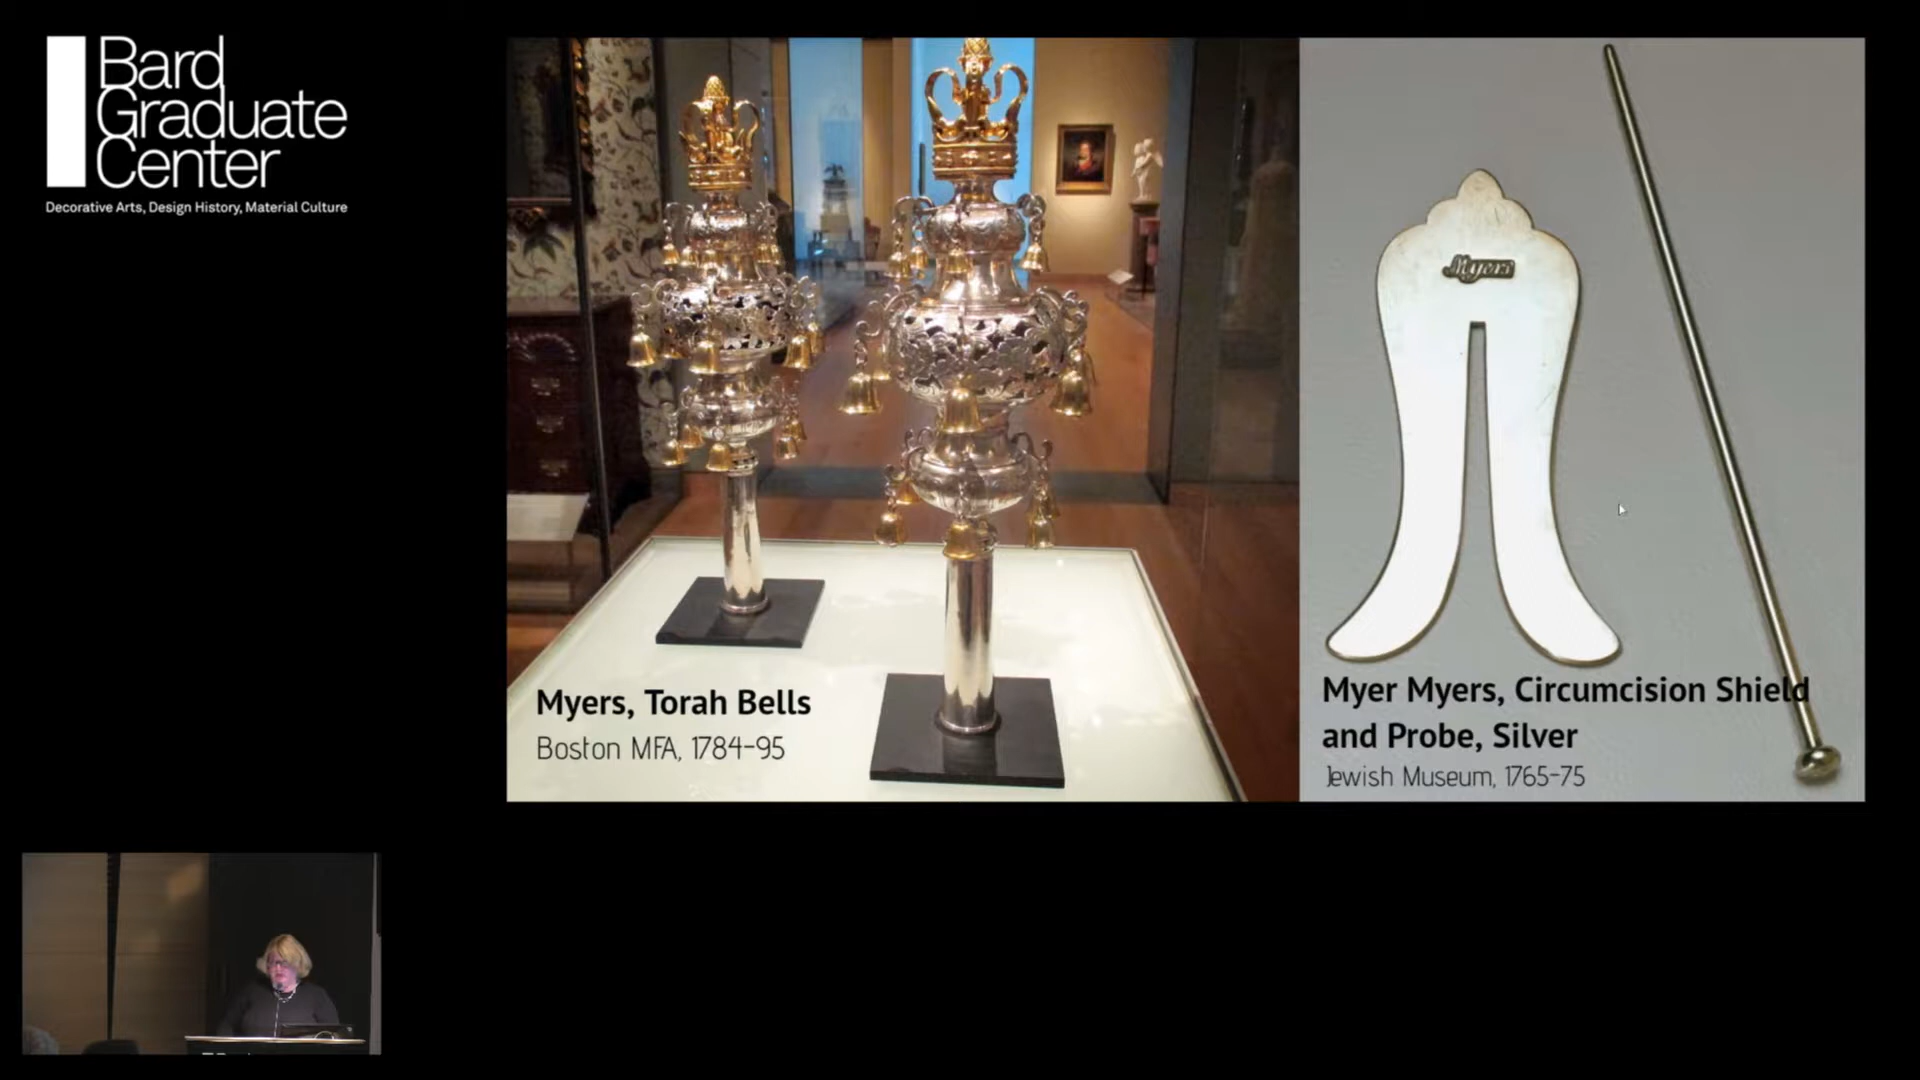 Bard
Graduate
Center
Decorative Arts, Design History, Material Culture
Myers
Myers, Torah Bells
Boston MFA, 1784-95
Myer Myers, Circumcision Shield
and Probe, Silver
Jewish Museum, 1765-75